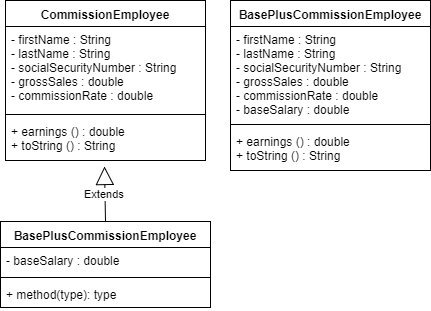 CommissionEmployee
- firstName : String
- lastName : String
- socialSecurityNumber : String
- grossSales : double
- commissionRate : double
+ earnings () : double
+ toString () : String
BasePlusCommissionEmployee
- firstName : String
- lastName : String
- socialSecurityNumber : String
- grossSales : double
- commissionRate : double
- baseSalary : double
+ earnings () : double
+ toString () : String
Extends
BasePlusCommissionEmployee
- baseSalary : double
+ method(type): type